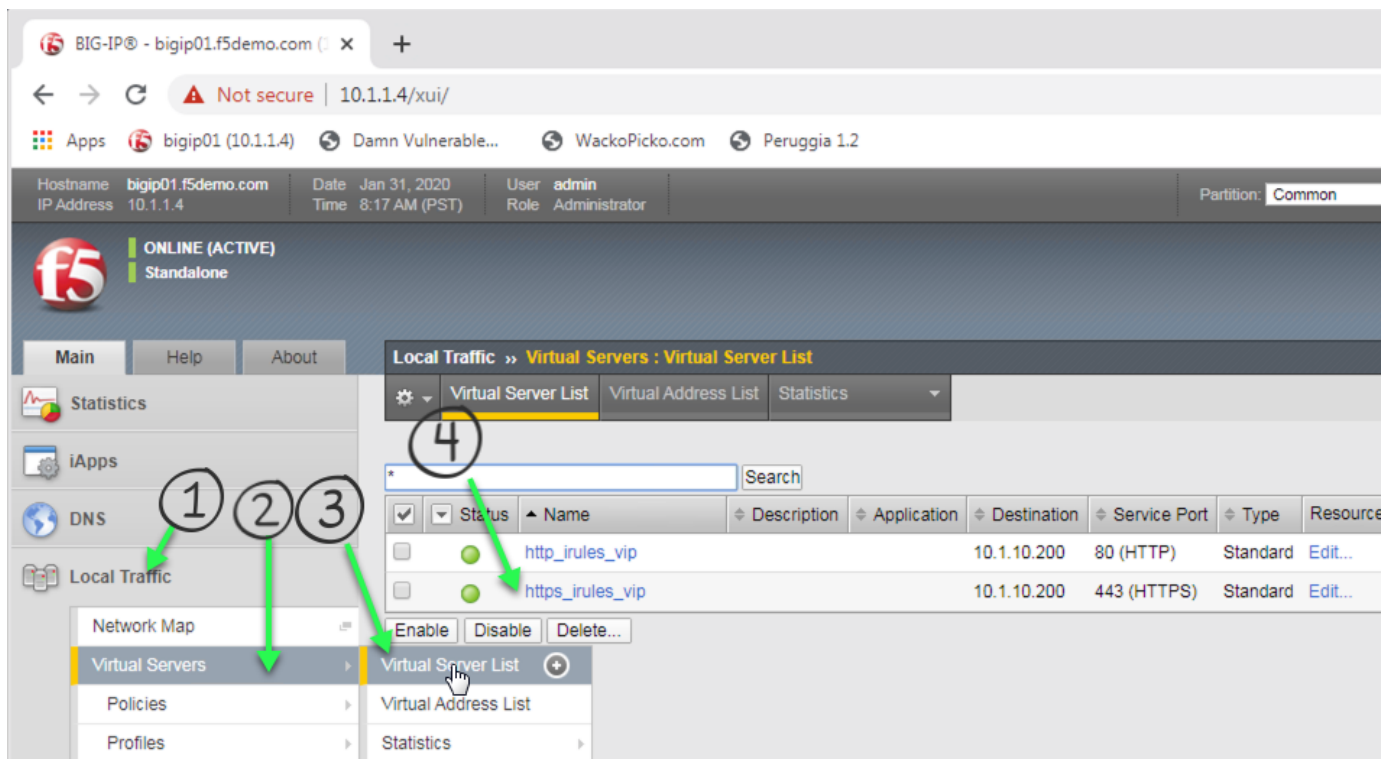 BIG-IP® - bigip01.f5demo.com (
Not secure | 10.1.1.4/xui/
Apps bigip01 (10.1.1.4) Damn Vulnerable... WackoPicko.com Peruggia 1.2
Hostname bigip01.f5demo.com Date Jan 31, 2020 User admin
IP Address 10.1.1.4 Time 8:17 AM (PST) Role Administrator
Partition: Common
f5
ONLINE (ACTIVE)
Standalone
Main Help About
Local Traffic » Virtual Servers : Virtual Server List
Virtual Server List Virtual Address List Statistics
Statistics
iApps
DNS
Local Traffic
Network Map
Virtual Servers
Policies
Profiles
1 2 3 4
* Search
Status Name Description Application Destination Service Port Type Resource
http_irules_vip 10.1.10.200 80 (HTTP) Standard Edit...
https_irules_vip 10.1.10.200 443 (HTTPS) Standard Edit...
Enable Disable Delete...
Virtual Server List
Virtual Address List
Statistics